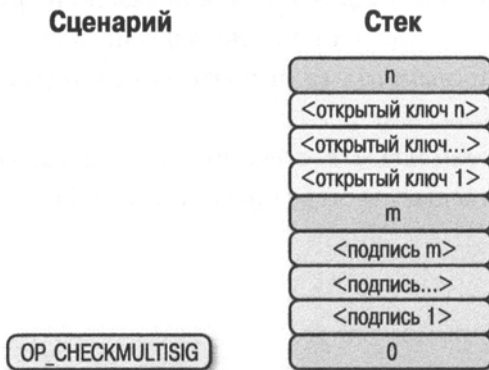 Сценарий Стек
n
<открытый ключ n>
<открытый ключ...>
<открытый ключ 1>
m
<подпись m>
<подпись...>
<подпись 1>
OP_CHECKMULTISIG 0